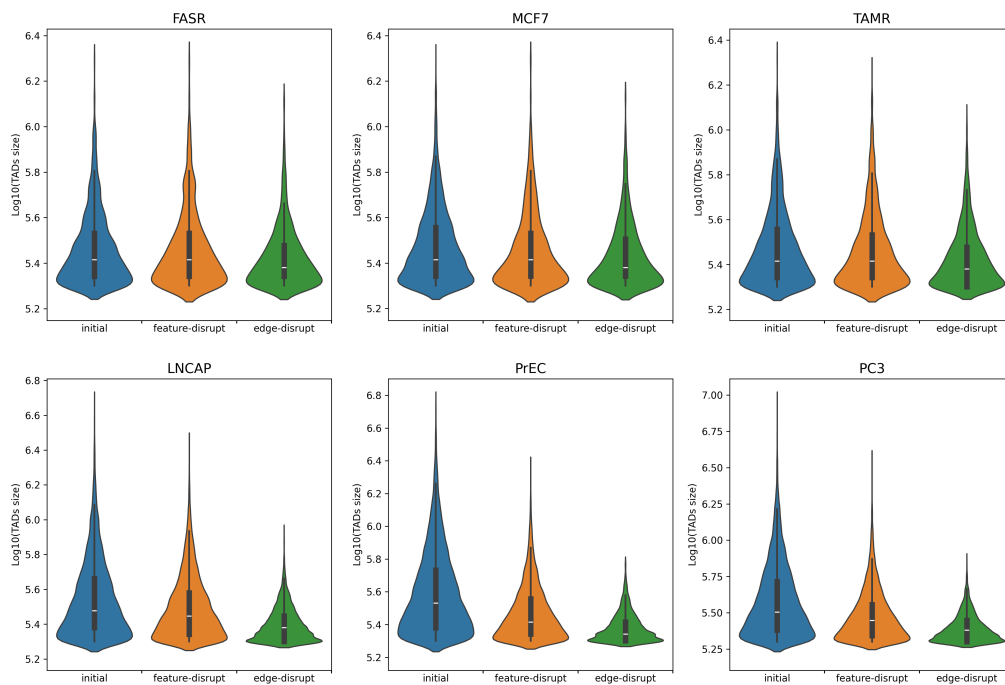 FASR
MCF7
TAMR
6.4
6.2
6.0
5.8
5.6
5.4
5.2
Log10(TADs size)
initial
feature-disrupt
edge-disrupt
6.4
6.2
6.0
5.8
5.6
5.4
5.2
Log10(TADs size)
initial
feature-disrupt
edge-disrupt
6.4
6.2
6.0
5.8
5.6
5.4
5.2
Log10(TADs size)
initial
feature-disrupt
edge-disrupt
LNCAP
PrEC
PC3
6.8
6.6
6.4
6.2
6.0
5.8
5.6
5.4
5.2
Log10(TADs size)
initial
feature-disrupt
edge-disrupt
6.8
6.6
6.4
6.2
6.0
5.8
5.6
5.4
5.2
Log10(TADs size)
initial
feature-disrupt
edge-disrupt
7.00
6.75
6.50
6.25
6.00
5.75
5.50
5.25
Log10(TADs size)
initial
feature-disrupt
edge-disrupt